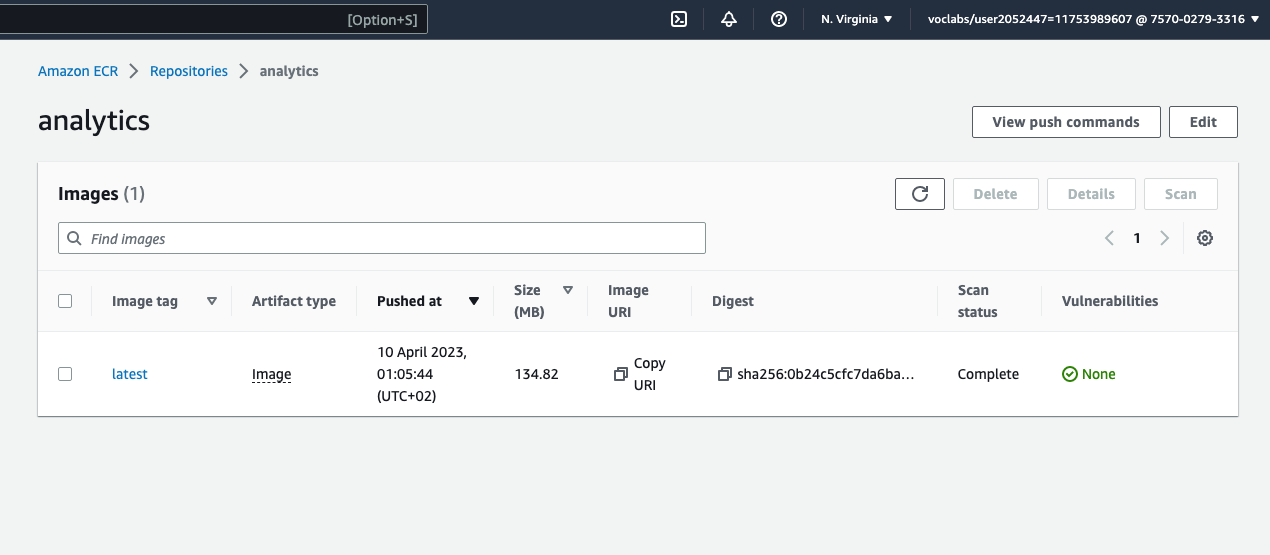 [Option+S]
N. Virginia
voclabs/user2052447=11753989607 @ 7570-0279-3316
Amazon ECR
Repositories
analytics
analytics
View push commands
Edit
Images (1)
Delete
Details
Scan
Find images
1
Image tag
Artifact type
Pushed at
Size
(MB)
Image
URI
Digest
Scan
status
Vulnerabilities
latest
Image
10 April 2023,
01:05:44
(UTC+02)
134.82
Copy
URI
sha256:0b24c5cfc7da6ba...
Complete
None